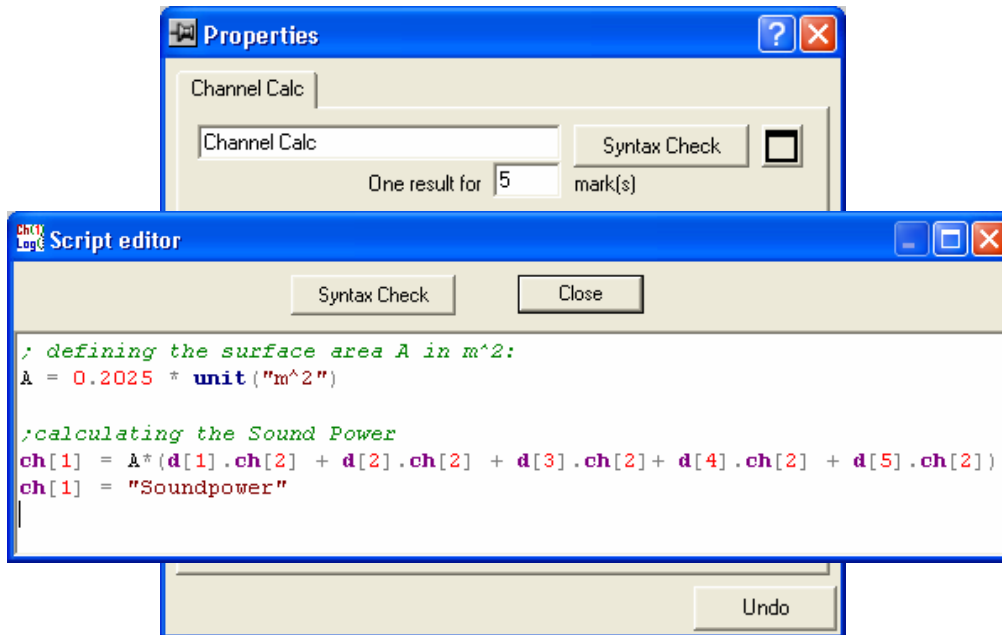 Properties
Channel Calc
Channel Calc
Syntax Check
One result for 5 mark(s)
Script editor
Syntax Check
Close
; defining the surface area A in m^2:
A = 0.2025 * unit("m^2")
;calculating the Sound Power
ch[1] = A*(d[1].ch[2] + d[2].ch[2] + d[3].ch[2]+ d[4].ch[2] + d[5].ch[2])
ch[1] = "Soundpower"
Undo